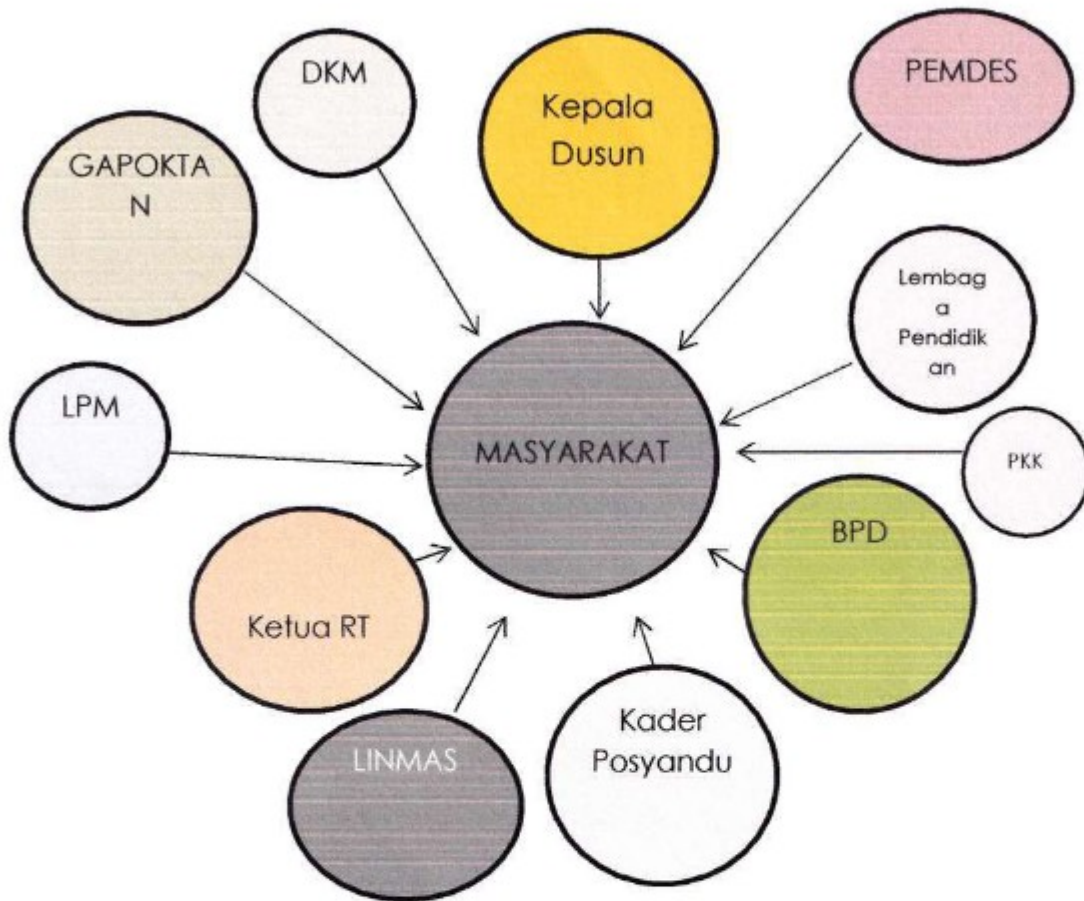 DKM
Kepala
Dusun
PEMDES
GAPOKTA
N
Lembag
a
Pendidik
an
LPM
MASYARAKAT
PKK
BPD
Ketua RT
LINMAS
Kader
Posyandu